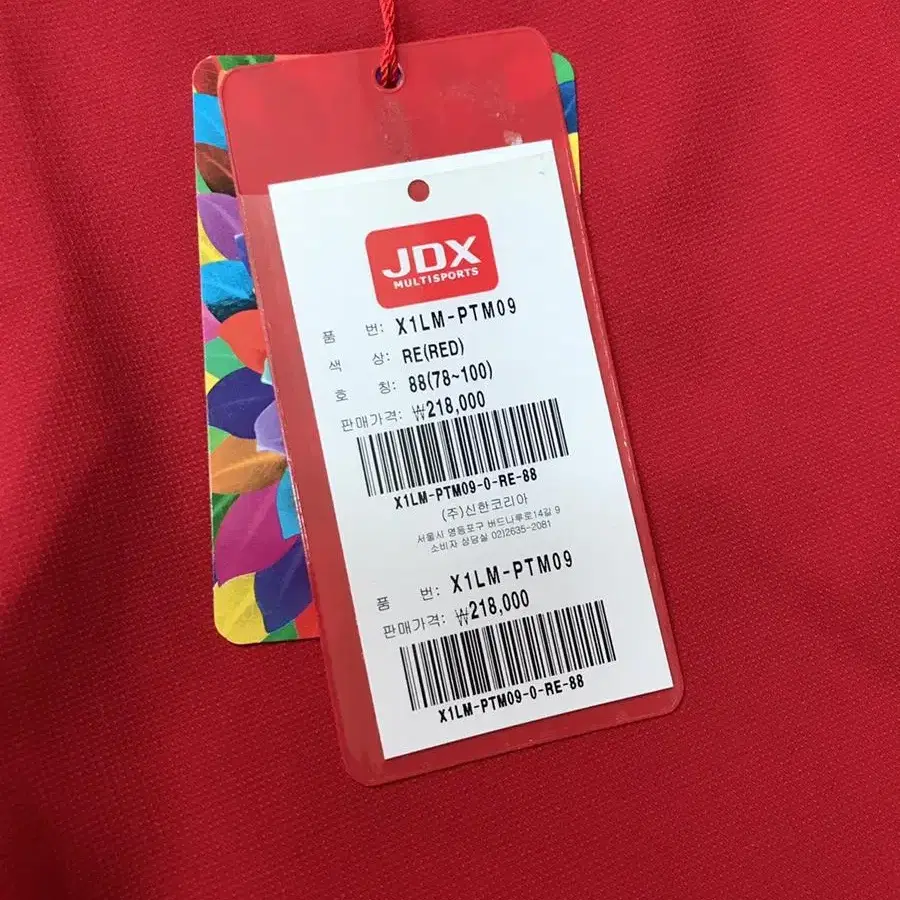 JDX
MULTISPORTS
품 번: X1LM-PTM09
색 상: RE(RED)
호 칭: 88(78~100)
판매가격: ₩218,000
X1LM-PTM09-0-RE-88
(주)신한코리아
서울시 영등포구 버드나루로14길 9
소비자 상담실 02)2635-2081
품 번: X1LM-PTM09
판매가격: ₩218,000
X1LM-PTM09-0-RE-88